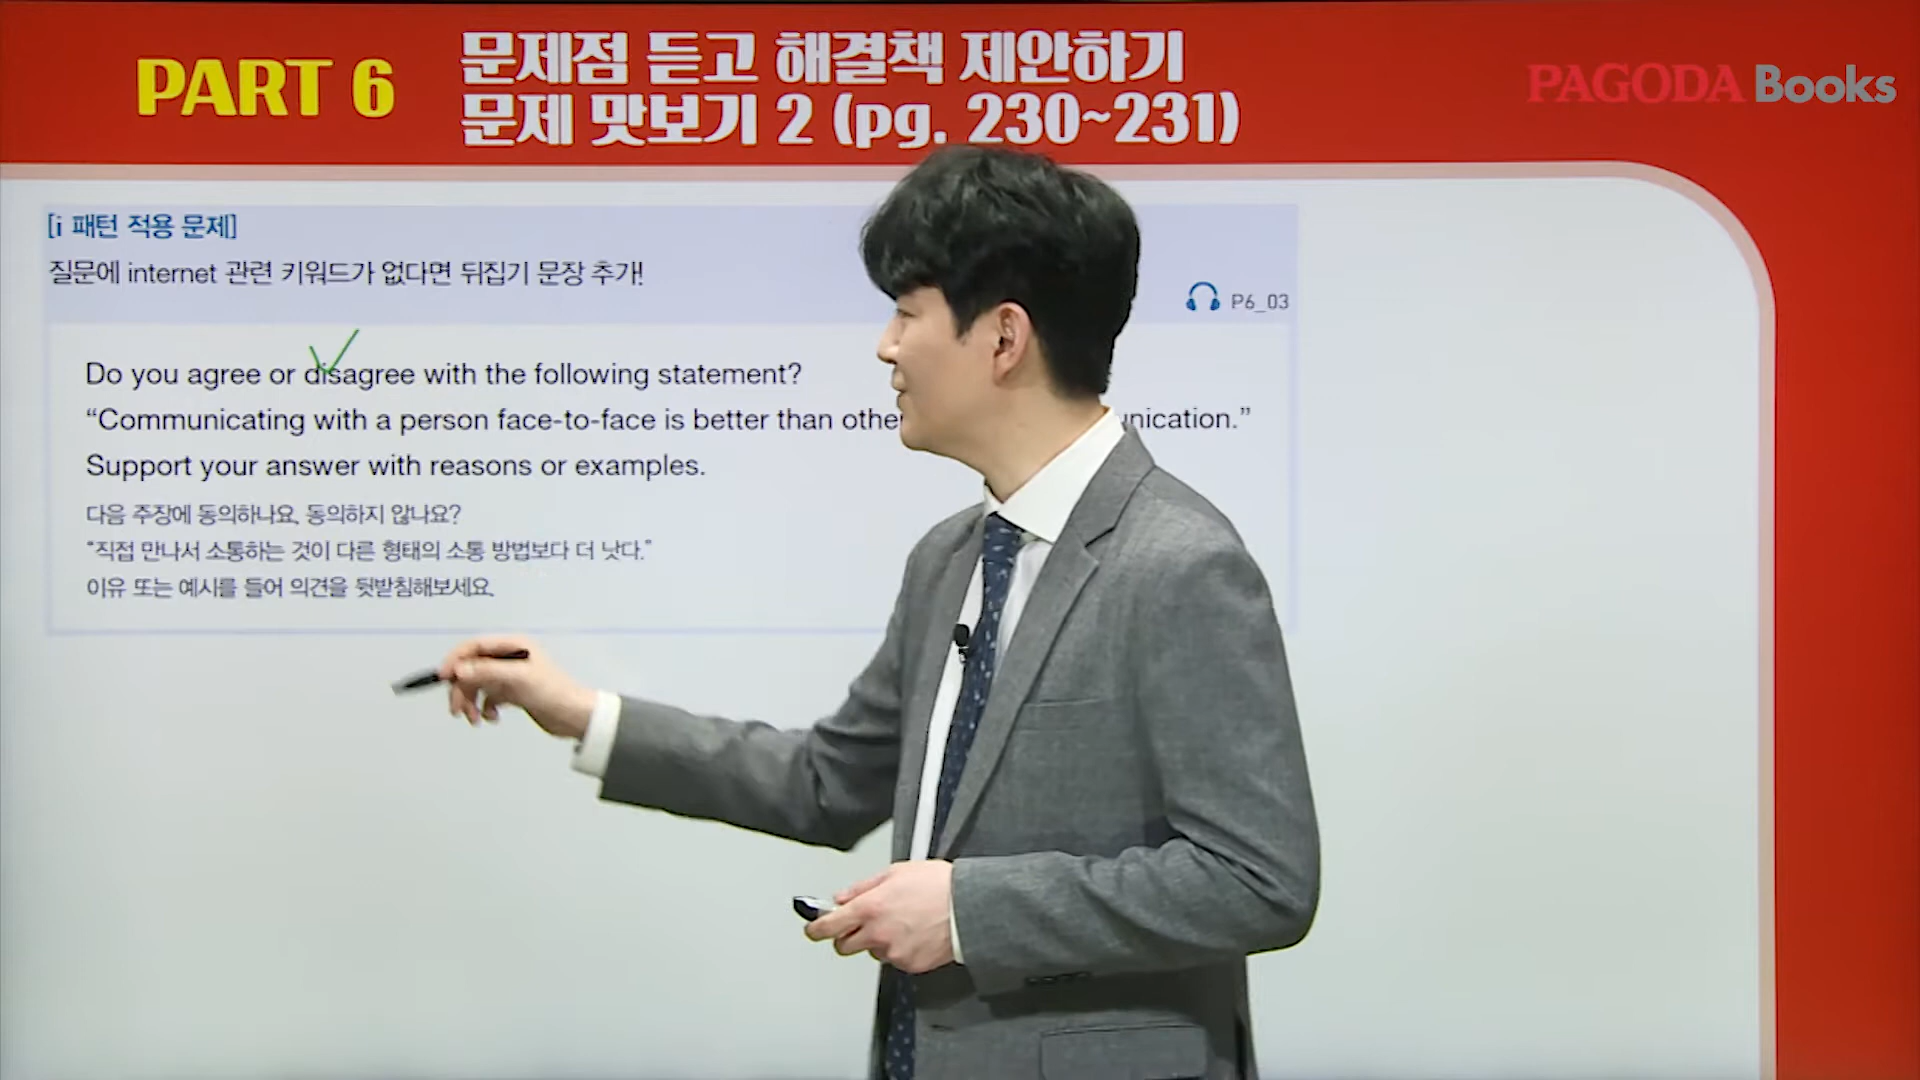 PART 6
문제점 듣고 해결책 제안하기
문제 맛보기 2 (pg. 230~231)
PAGODA Books
[i 패턴 적용 문제]
질문에 internet 관련 키워드가 없다면 뒤집기 문장 추가!
P6_03
Do you agree or disagree with the following statement?
“Communicating with a person face-to-face is better than
Support your answer with reasons or examples.
다음 주장에 동의하나요, 동의하지 않나요?
“직접 만나서 소통하는 것이 다른 형태의 소통 방법보다 더 낫다.”
이유 또는 예시를 들어 의견을 뒷받침해보세요.